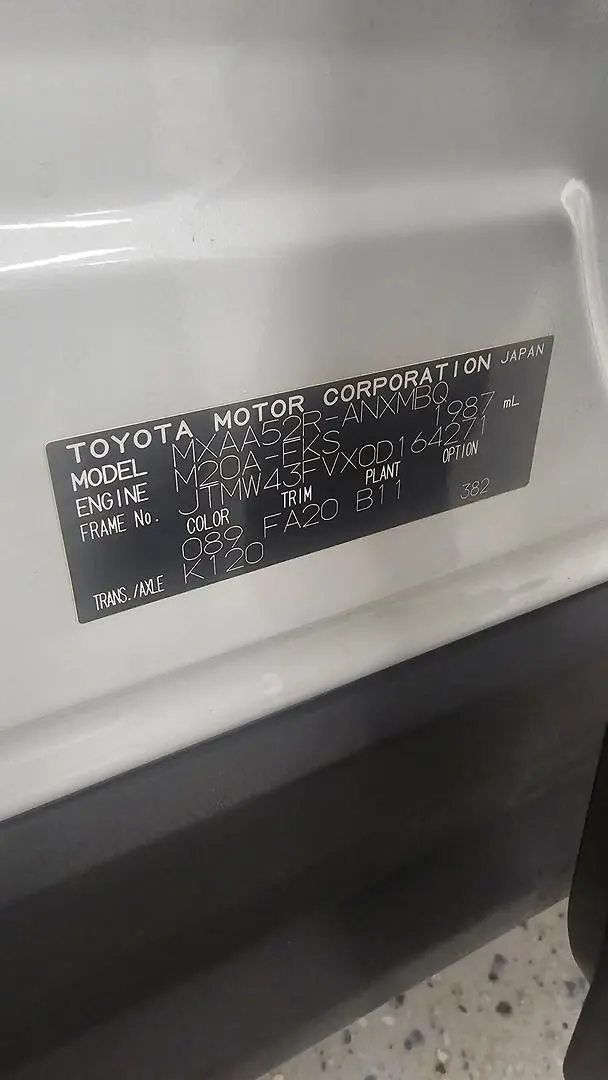 TOYOTA MOTOR CORPORATION JAPAN
MODEL MXAA52R-ANXMBQ
ENGINE M20A-FKS 1987 mL
FRAME No. JTMW43FVX0D164271
COLOR TRIM PLANT OPTION
089 FA20 B11 382
TRANS./AXLE K120